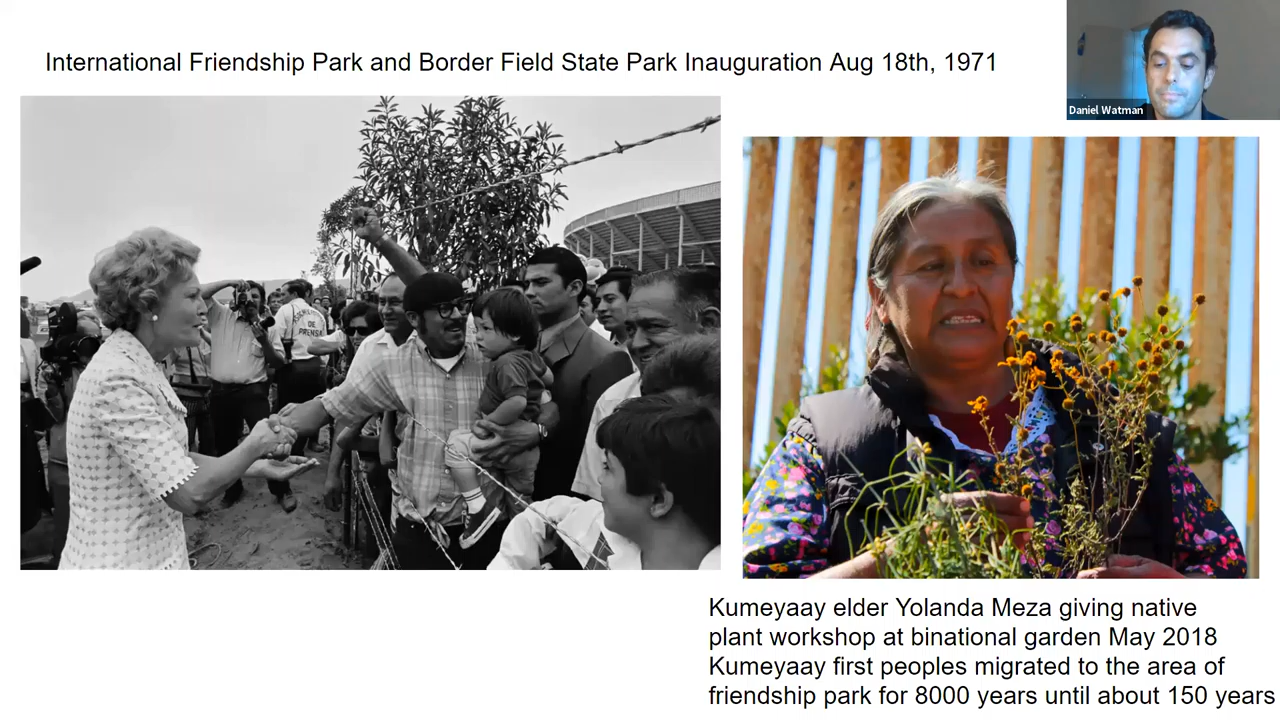 International Friendship Park and Border Field State Park Inauguration Aug 18th, 1971
Daniel Watman
DE
PRENSA
Kumeyaay elder Yolanda Meza giving native
plant workshop at binational garden May 2018
Kumeyaay first peoples migrated to the area of
friendship park for 8000 years until about 150 years